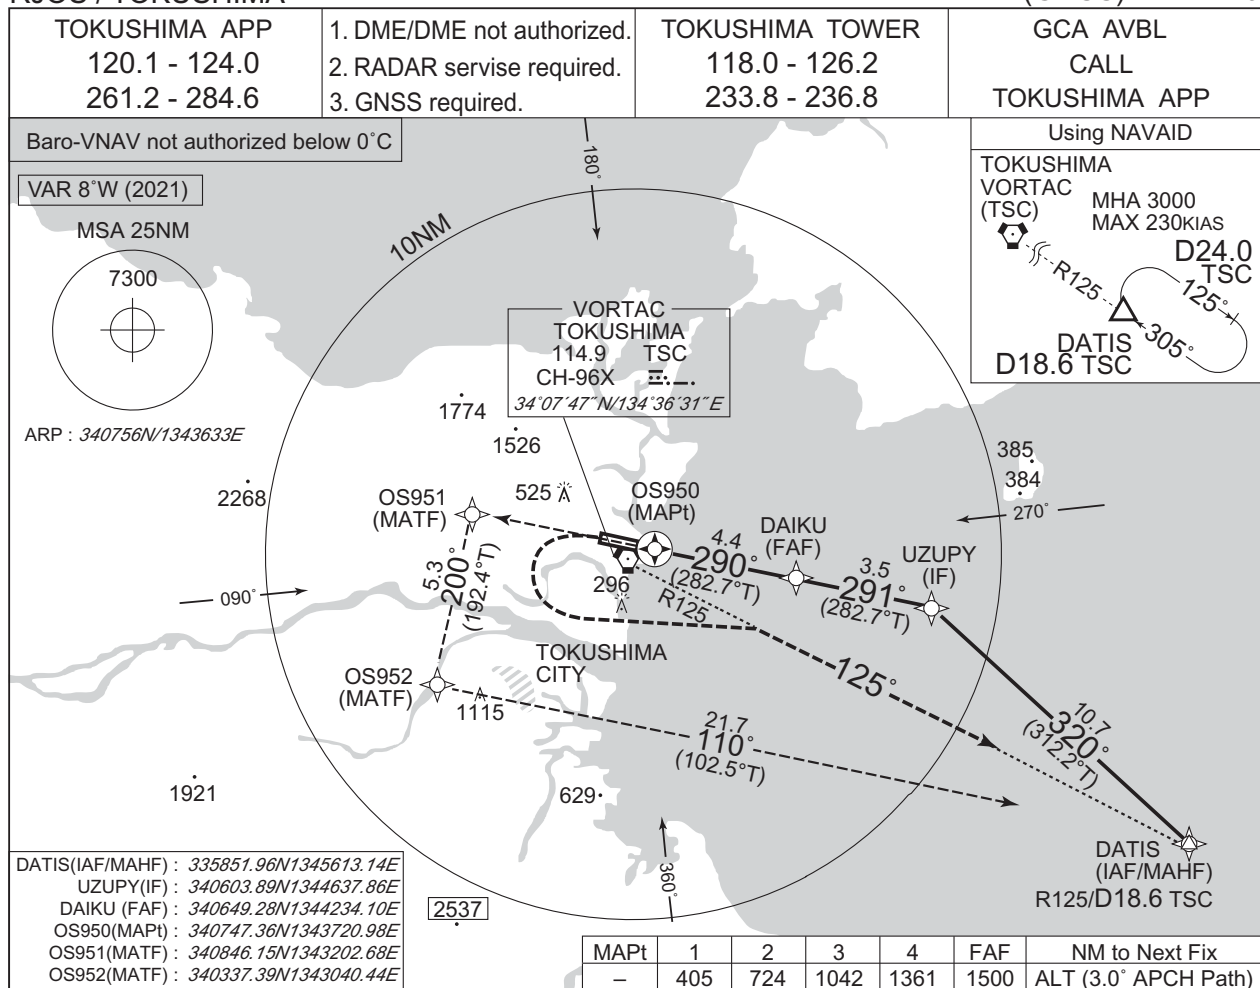 RJOS / TOKUSHIMA
TOKUSHIMA APP
120.1 - 124.0
261.2 - 284.6
1. DME/DME not authorized.
2. RADAR servise required.
3. GNSS required.
TOKUSHIMA TOWER
118.0 - 126.2
233.8 - 236.8
GCA AVBL
CALL
TOKUSHIMA APP
Baro-VNAV not authorized below 0˚C
VAR 8˚W (2021)
MSA 25NM
7300
ARP : 340756N/1343633E
10NM
180˚
Using NAVAID
TOKUSHIMA
VORTAC
(TSC)
MHA 3000
MAX 230KIAS
D24.0
TSC
R125
125˚
305˚
DATIS
D18.6 TSC
VORTAC
TOKUSHIMA
114.9 TSC
CH-96X
34˚07´47˝N/134˚36´31˝E
1774
1526
2268
525
385
384
270˚
OS951
(MATF)
OS950
(MAPt)
DAIKU
(FAF)
UZUPY
(IF)
4.4
290˚
(282.7°T)
3.5
291˚
(282.7°T)
5.3
200˚
(192.4°T)
090˚
296
R125
TOKUSHIMA
CITY
125˚
OS952
(MATF)
1115
21.7
110˚
(102.5°T)
10.7
320˚
(312.2°T)
1921
629
360˚
DATIS
(IAF/MAHF)
R125/D18.6 TSC
2537
DATIS(IAF/MAHF) : 335851.96N1345613.14E
UZUPY(IF) : 340603.89N1344637.86E
DAIKU (FAF) : 340649.28N1344234.10E
OS950(MAPt) : 340747.36N1343720.98E
OS951(MATF) : 340846.15N1343202.68E
OS952(MATF) : 340337.39N1343040.44E
MAPt 1 2 3 4 FAF NM to Next Fix
– 405 724 1042 1361 1500 ALT (3.0˚ APCH Path)